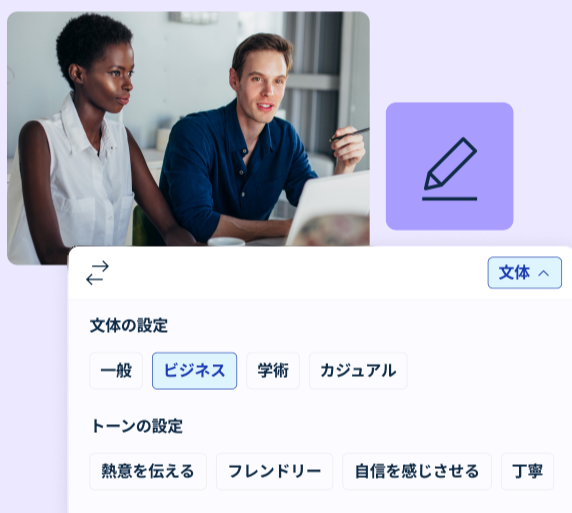 文体
文体の設定
一般 ビジネス 学術 カジュアル
トーンの設定
熱意を伝える フレンドリー 自信を感じさせる 丁寧